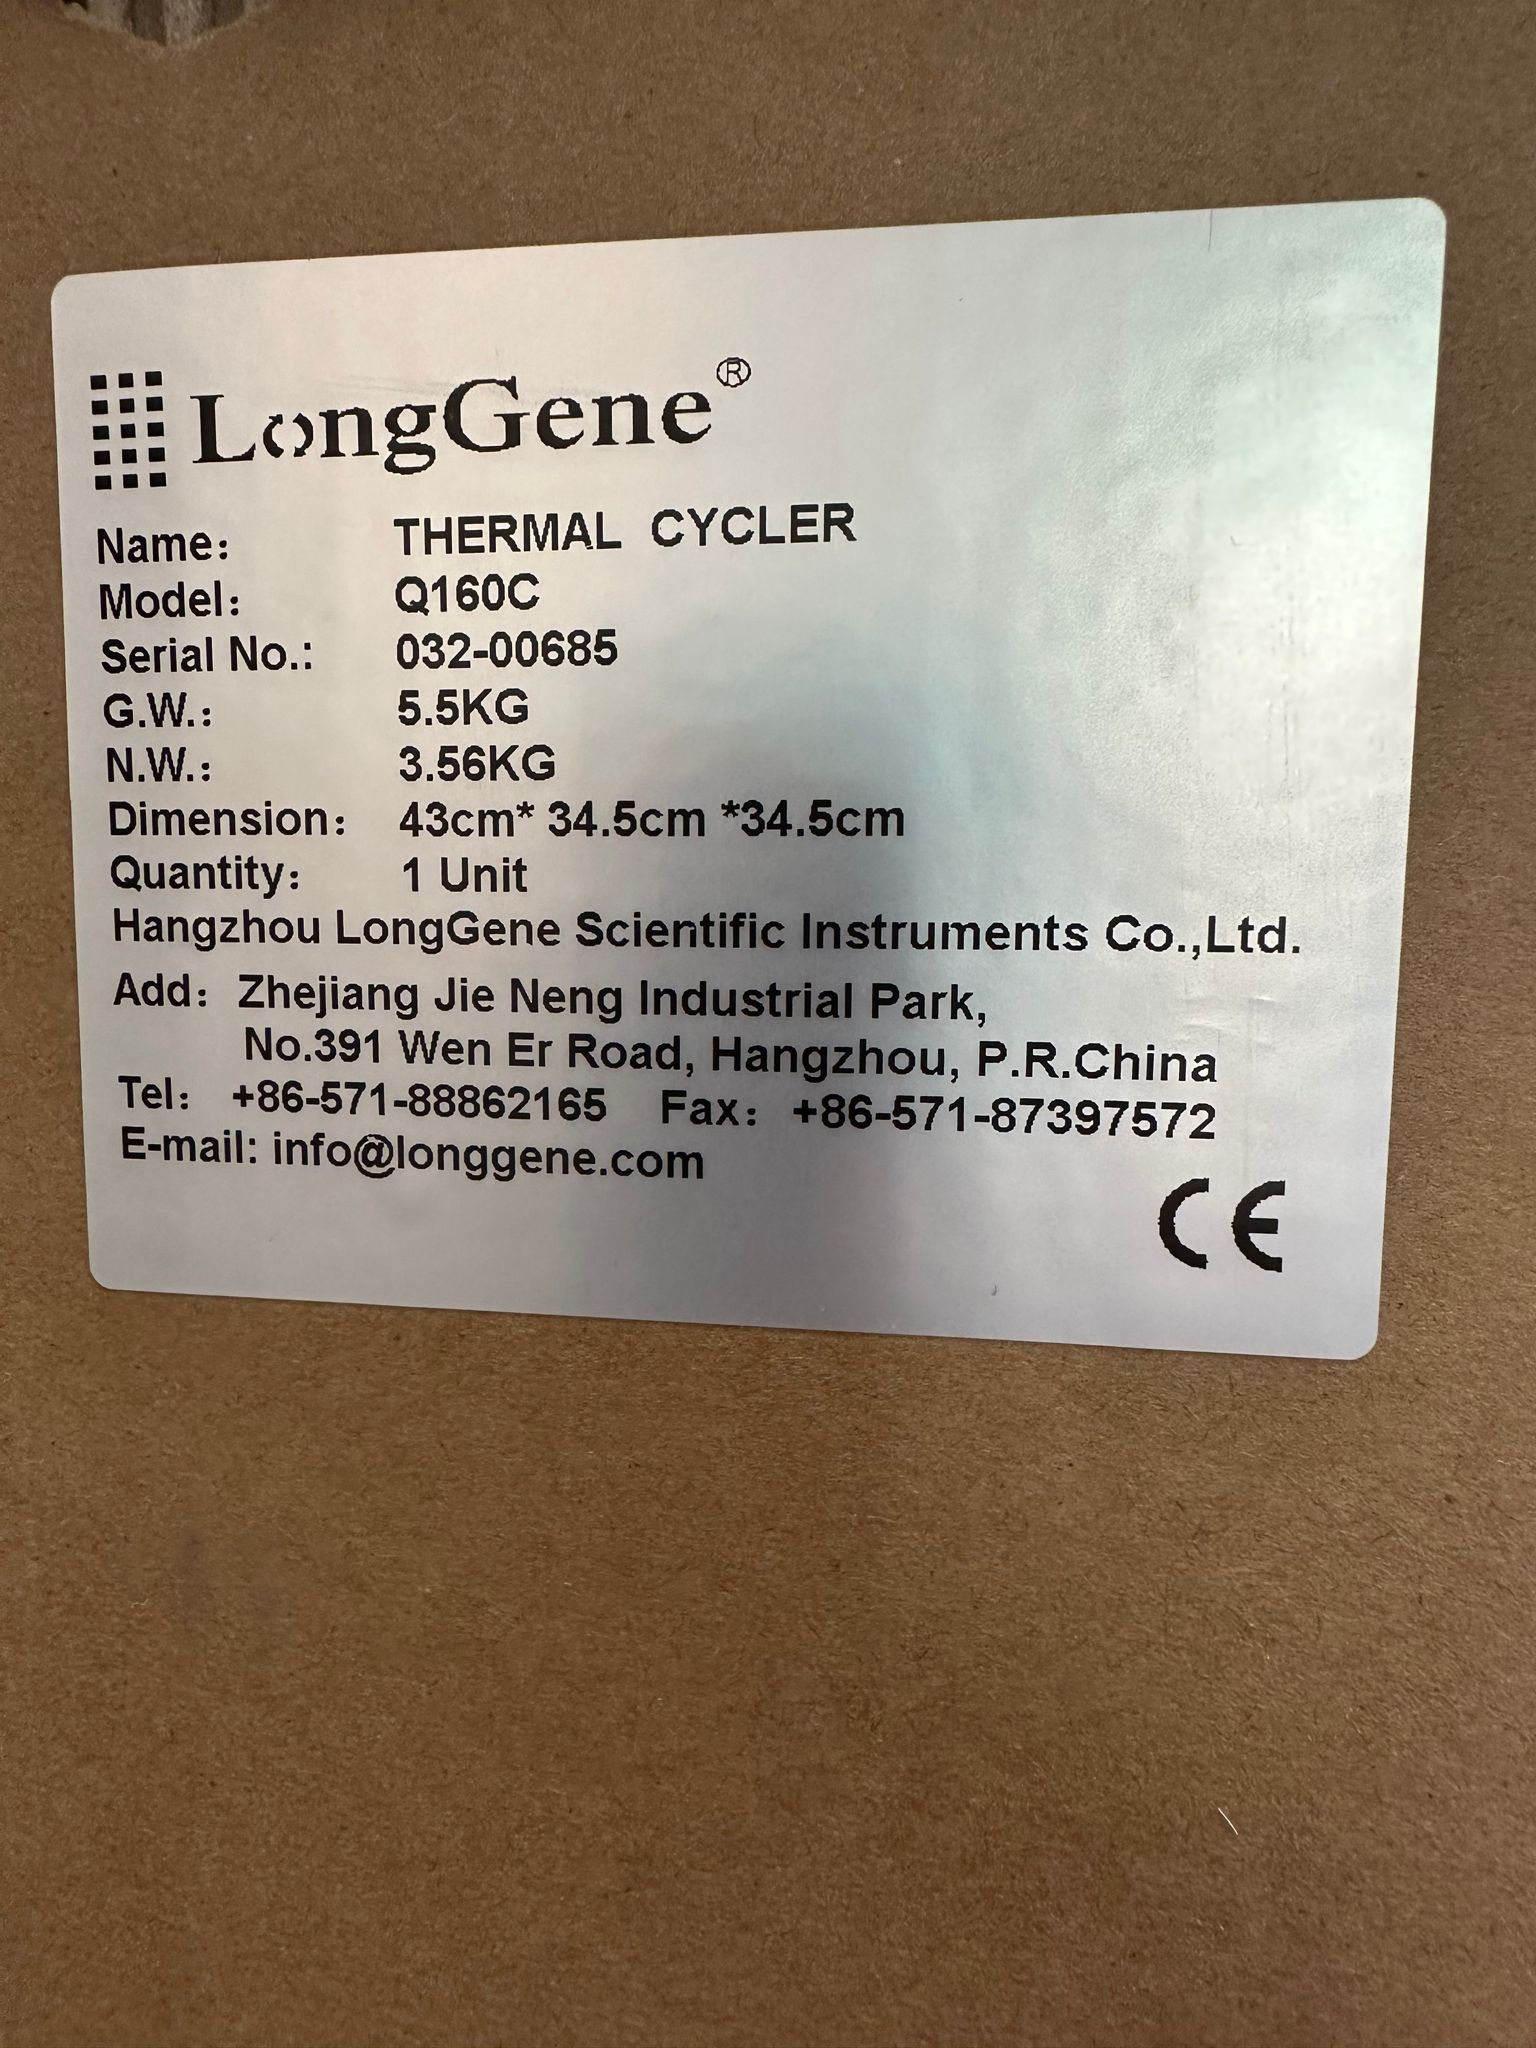 LongGene®
Name: THERMAL CYCLER
Model: Q160C
Serial No.: 032-00685
G.W.: 5.5KG
N.W.: 3.56KG
Dimension: 43cm* 34.5cm *34.5cm
Quantity: 1 Unit
Hangzhou LongGene Scientific Instruments Co.,Ltd.
Add: Zhejiang Jie Neng Industrial Park,
No.391 Wen Er Road, Hangzhou, P.R.China
Tel: +86-571-88862165 Fax: +86-571-87397572
E-mail: info@longgene.com
CE